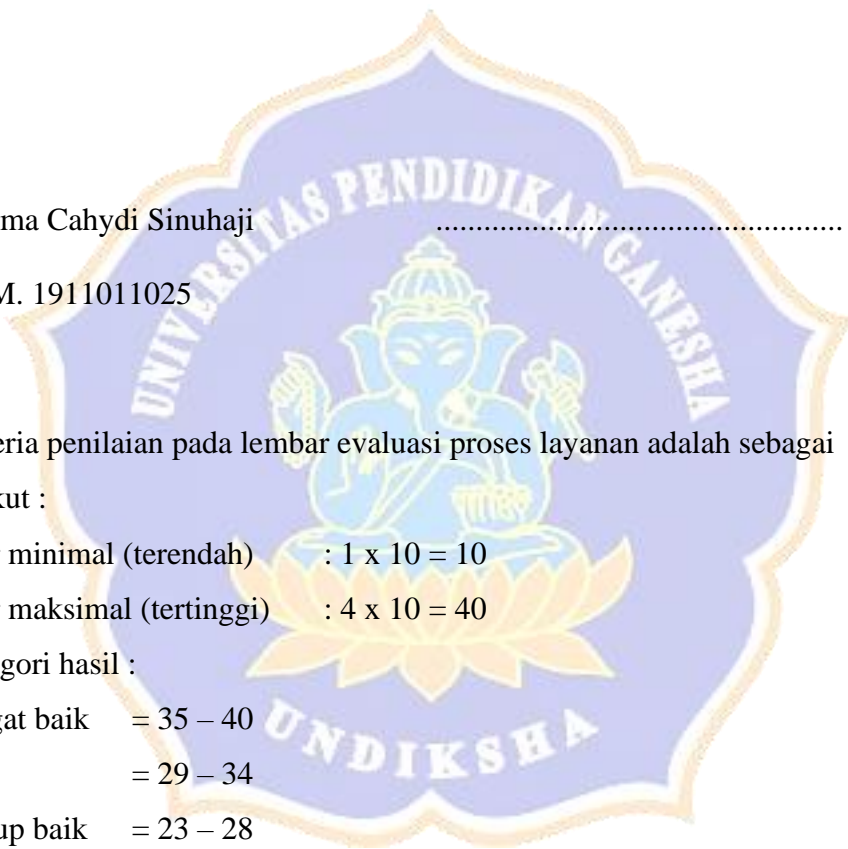 ma Cahydi Sinuhaji ...................................................
M. 1911011025
eria penilaian pada lembar evaluasi proses layanan adalah sebagai
kut :
minimal (terendah) : 1 x 10 = 10
maksimal (tertinggi) : 4 x 10 = 40
gori hasil :
gat baik = 35 – 40
= 29 – 34
up baik = 23 – 28
UNIVERSITAS PENDIDIKAN GANESHA
UNDIKSHA